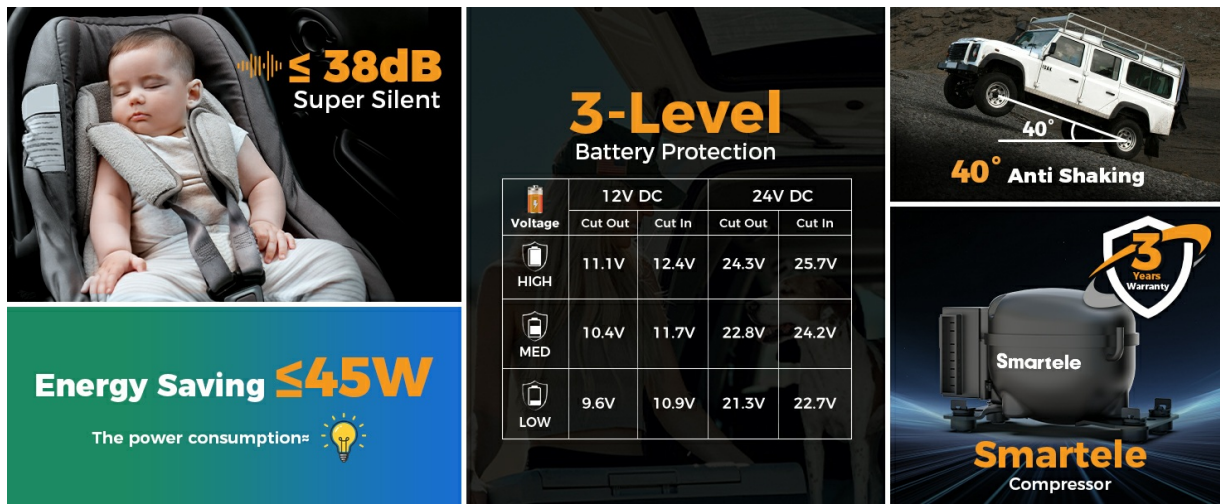 ≤ 38dB
Super Silent
Energy Saving ≤45W
The power consumption≈
3-Level
Battery Protection
Voltage 12V DC 24V DC
Cut Out Cut In Cut Out Cut In
HIGH 11.1V 12.4V 24.3V 25.7V
MED 10.4V 11.7V 22.8V 24.2V
LOW 9.6V 10.9V 21.3V 22.7V
40°
40° Anti Shaking
3
Years
Warranty
Smartele
Smartele
Compressor